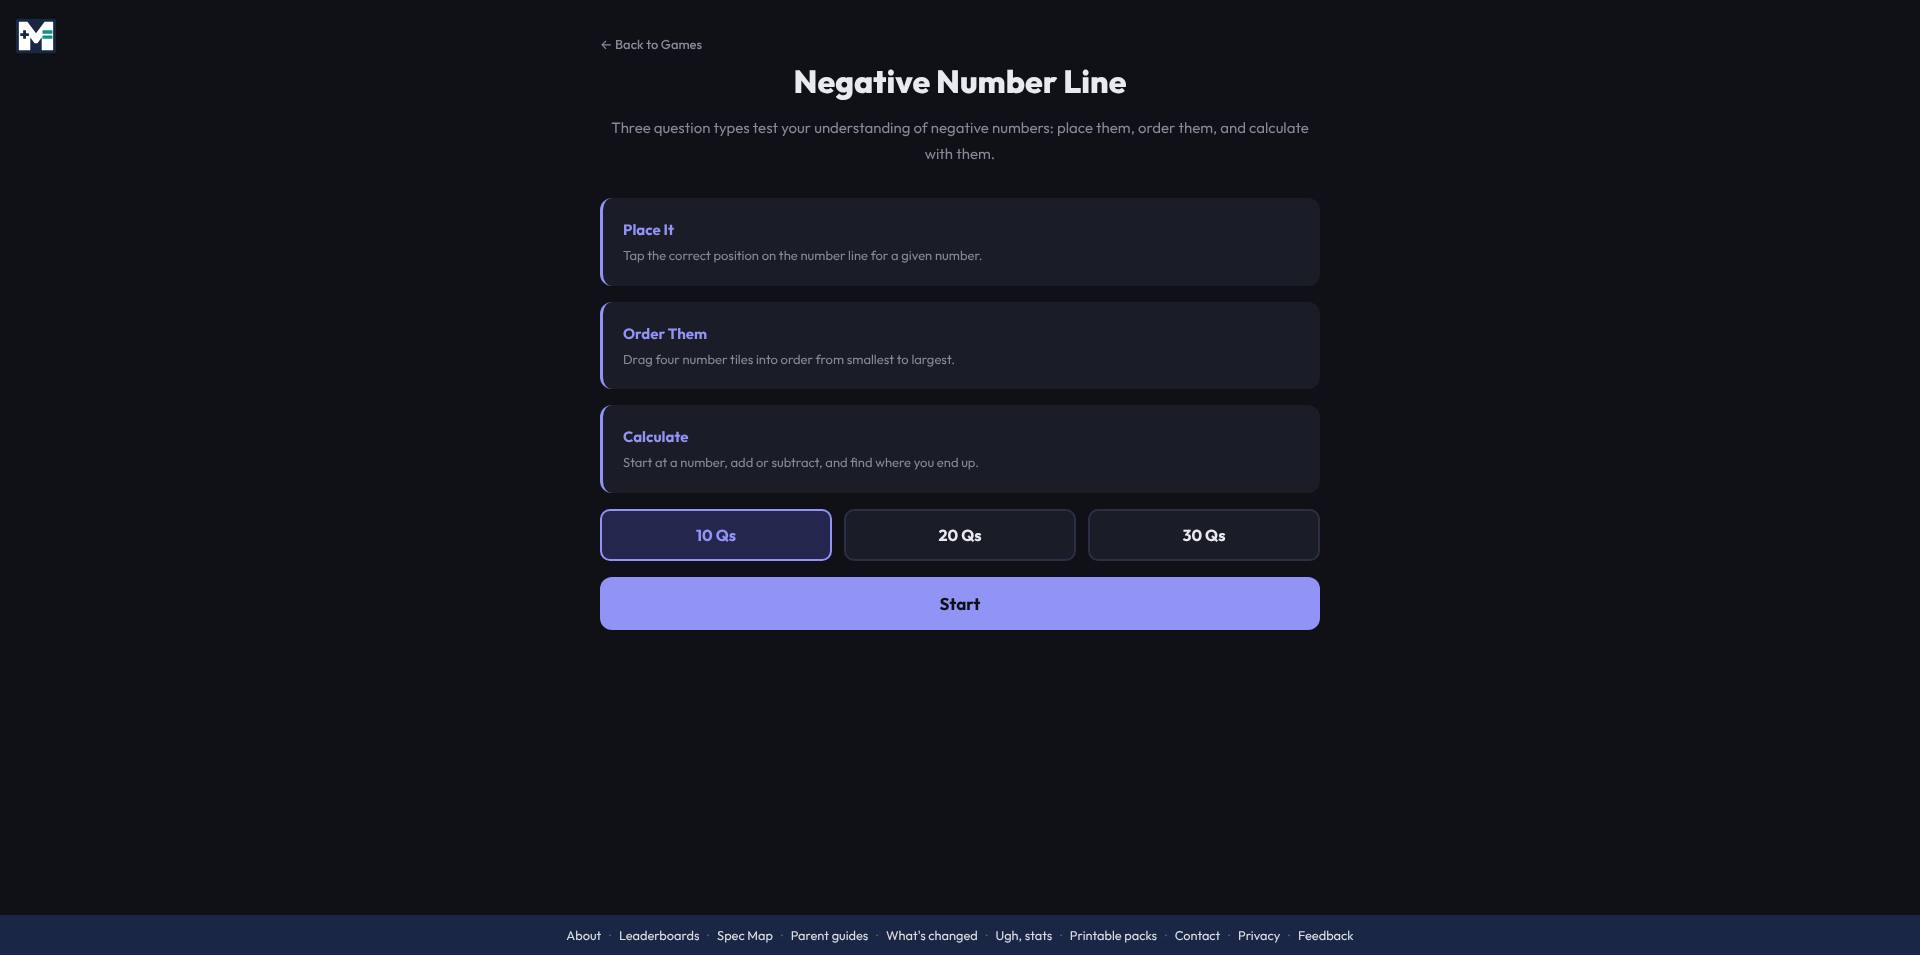 ← Back to Games
Negative Number Line
Three question types test your understanding of negative numbers: place them, order them, and calculate
with them.
Place It
Tap the correct position on the number line for a given number.
Order Them
Drag four number tiles into order from smallest to largest.
Calculate
Start at a number, add or subtract, and find where you end up.
10 Qs
20 Qs
30 Qs
Start
About · Leaderboards · Spec Map · Parent guides · What's changed · Ugh, stats · Printable packs · Contact · Privacy · Feedback